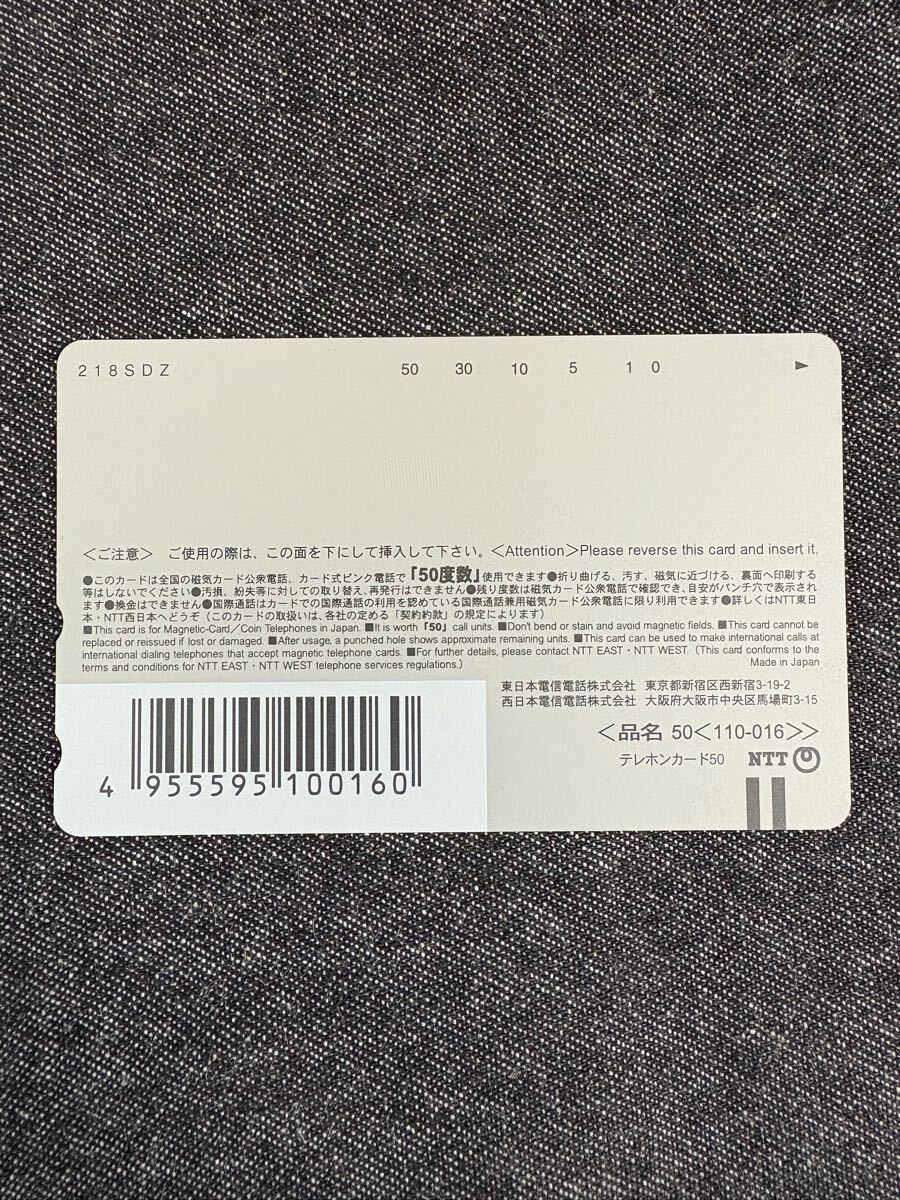 218SDZ 50 30 10 5 1 0
＜ご注意＞ ご使用の際は、この面を下にして挿入して下さい。＜Attention＞Please reverse this card and insert it.
●このカードは全国の磁気カード公衆電話、カード式ピンク電話で「50度数」使用できます●折り曲げる、汚す、磁気に近づける、裏面へ印刷する
等はしないでください●汚損、紛失等に対しての取り替え、再発行はできません●残り度数は磁気カード公衆電話で確認でき、目安がパンチ穴で表示されます●換金はできません●国際通話はカードでの国際通話の利用を認めている国際通話兼用磁気カード公衆電話に限り利用できます●詳しくはNTT東日
本・NTT西日本へどうぞ（このカードの取扱いは、各社の定める「契約約款」の規定によります）
■This card is for Magnetic-Card／Coin Telephones in Japan. ■It is worth「50」call units. ■Don't bend or stain and avoid magnetic fields. ■This card cannot be
replaced or reissued if lost or damaged. ■After usage, a punched hole shows approximate remaining units. ■This card can be used to make international calls at
international dialing telephones that accept magnetic telephone cards. ■For further details, please contact NTT EAST・NTT WEST. (This card conforms to the
terms and conditions for NTT EAST・NTT WEST telephone services regulations.) Made in Japan
東日本電信電話株式会社 東京都新宿区西新宿3-19-2
西日本電信電話株式会社 大阪府大阪市中央区馬場町3-15
＜品名 50＜110-016＞＞
テレホンカード50 NTT
4 955595 100160